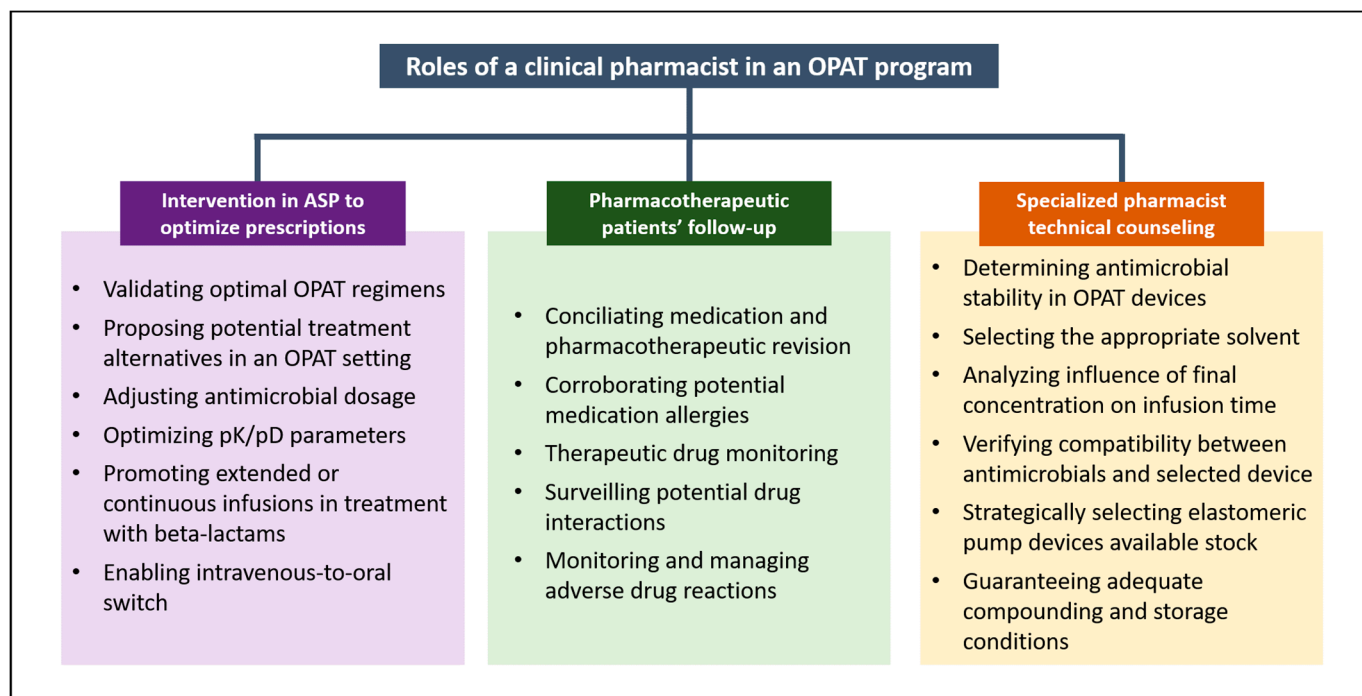 Roles of a clinical pharmacist in an OPAT program
Intervention in ASP to
optimize prescriptions
• Validating optimal OPAT regimens
• Proposing potential treatment
alternatives in an OPAT setting
• Adjusting antimicrobial dosage
• Optimizing pK/pD parameters
• Promoting extended or
continuous infusions in treatment
with beta-lactams
• Enabling intravenous-to-oral
switch
Pharmacotherapeutic
patients’ follow-up
• Conciliating medication and
pharmacotherapeutic revision
• Corroborating potential
medication allergies
• Therapeutic drug monitoring
• Surveilling potential drug
interactions
• Monitoring and managing
adverse drug reactions
Specialized pharmacist
technical counseling
• Determining antimicrobial
stability in OPAT devices
• Selecting the appropriate solvent
• Analyzing influence of final
concentration on infusion time
• Verifying compatibility between
antimicrobials and selected device
• Strategically selecting elastomeric
pump devices available stock
• Guaranteeing adequate
compounding and storage
conditions